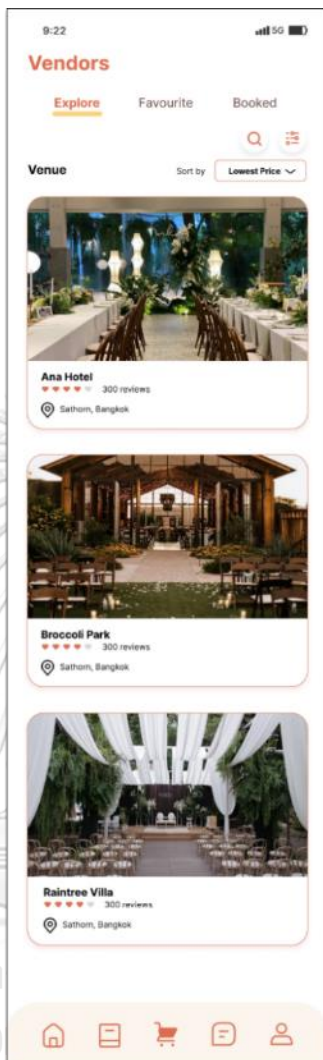 9:22 5G
Vendors
Explore Favourite Booked
Venue Sort by Lowest Price
Ana Hotel
300 reviews
Sathorn, Bangkok
Broccoli Park
300 reviews
Sathorn, Bangkok
Raintree Villa
300 reviews
Sathorn, Bangkok